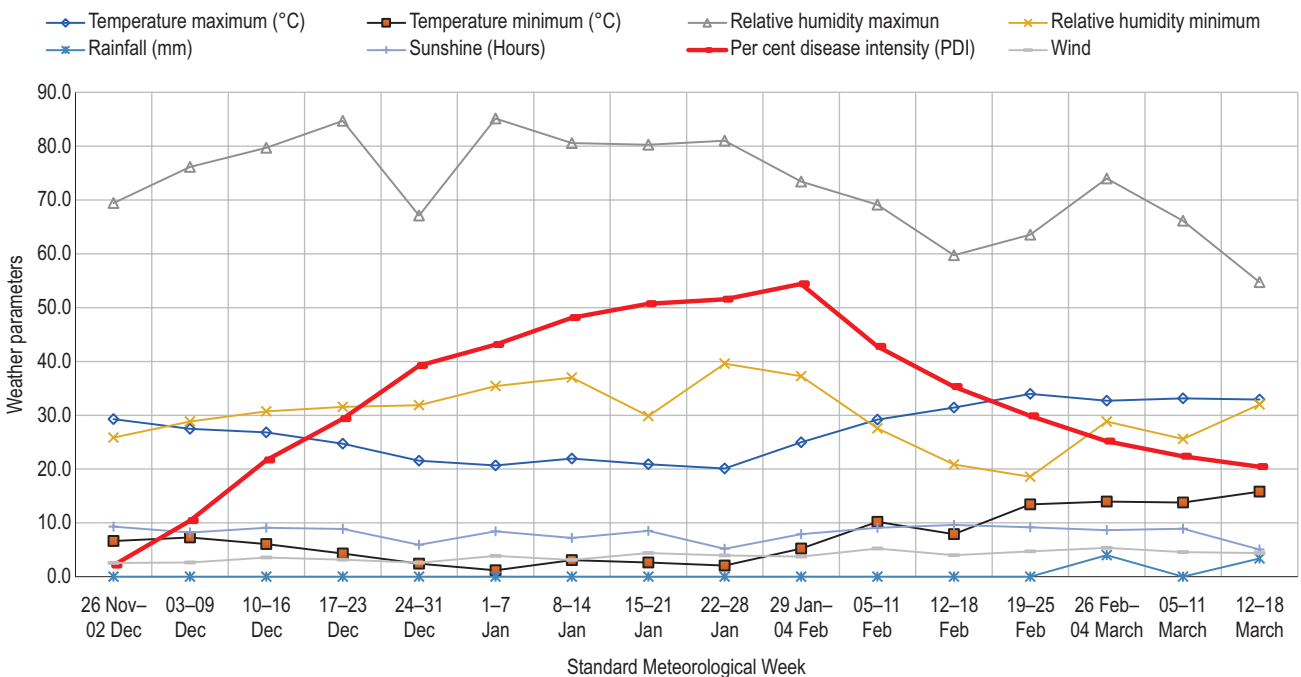 Temperature maximum (°C)
Temperature minimum (°C)
Relative humidity maximun
Relative humidity minimum
Rainfall (mm)
Sunshine (Hours)
Per cent disease intensity (PDI)
Wind
90.0
80.0
70.0
60.0
50.0
40.0
30.0
20.0
10.0
0.0
Weather parameters
26 Nov–
02 Dec
03–09
Dec
10–16
Dec
17–23
Dec
24–31
Dec
1–7
Jan
8–14
Jan
15–21
Jan
22–28
Jan
29 Jan–
04 Feb
05–11
Feb
12–18
Feb
19–25
Feb
26 Feb–
04 March
05–11
March
12–18
March
Standard Meteorological Week